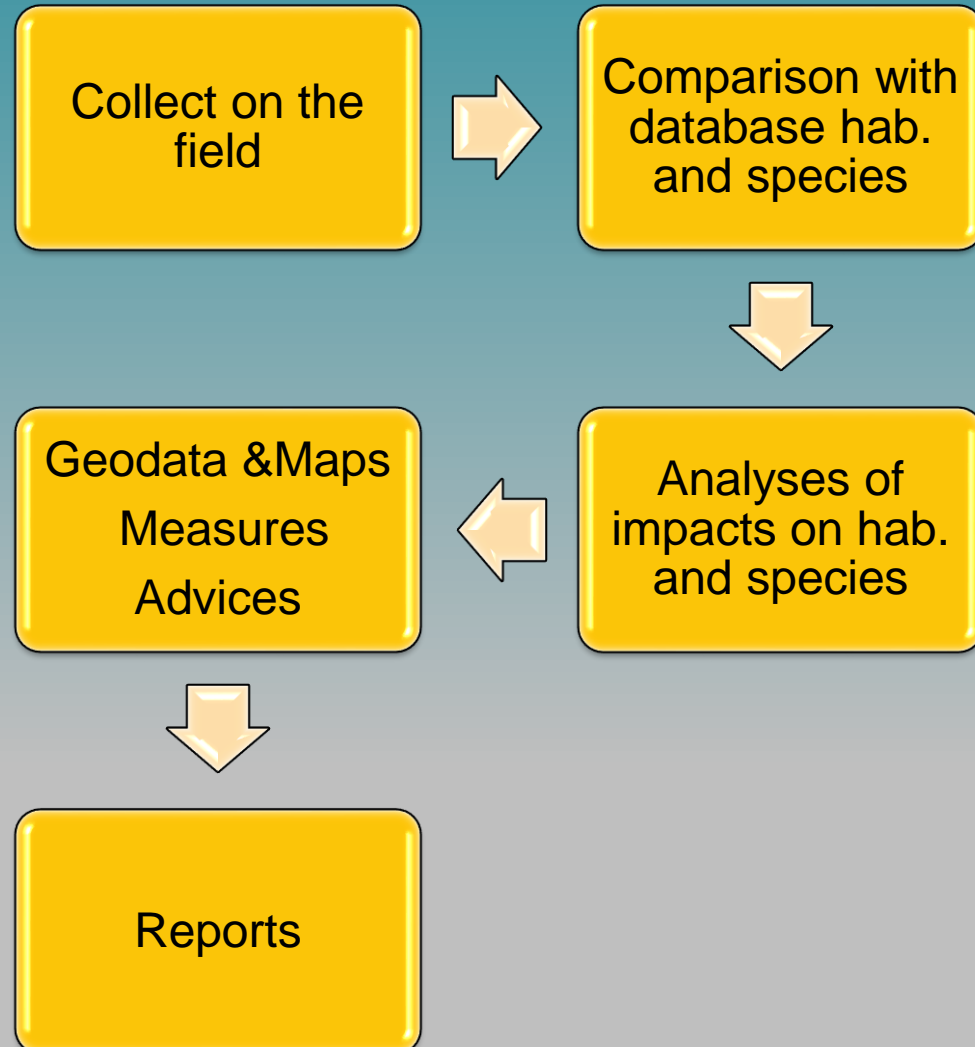 Collect on the
field
Comparison with
database hab.
and species
Analyses of
impacts on hab.
and species
Geodata &Maps
Measures
Advices
Reports